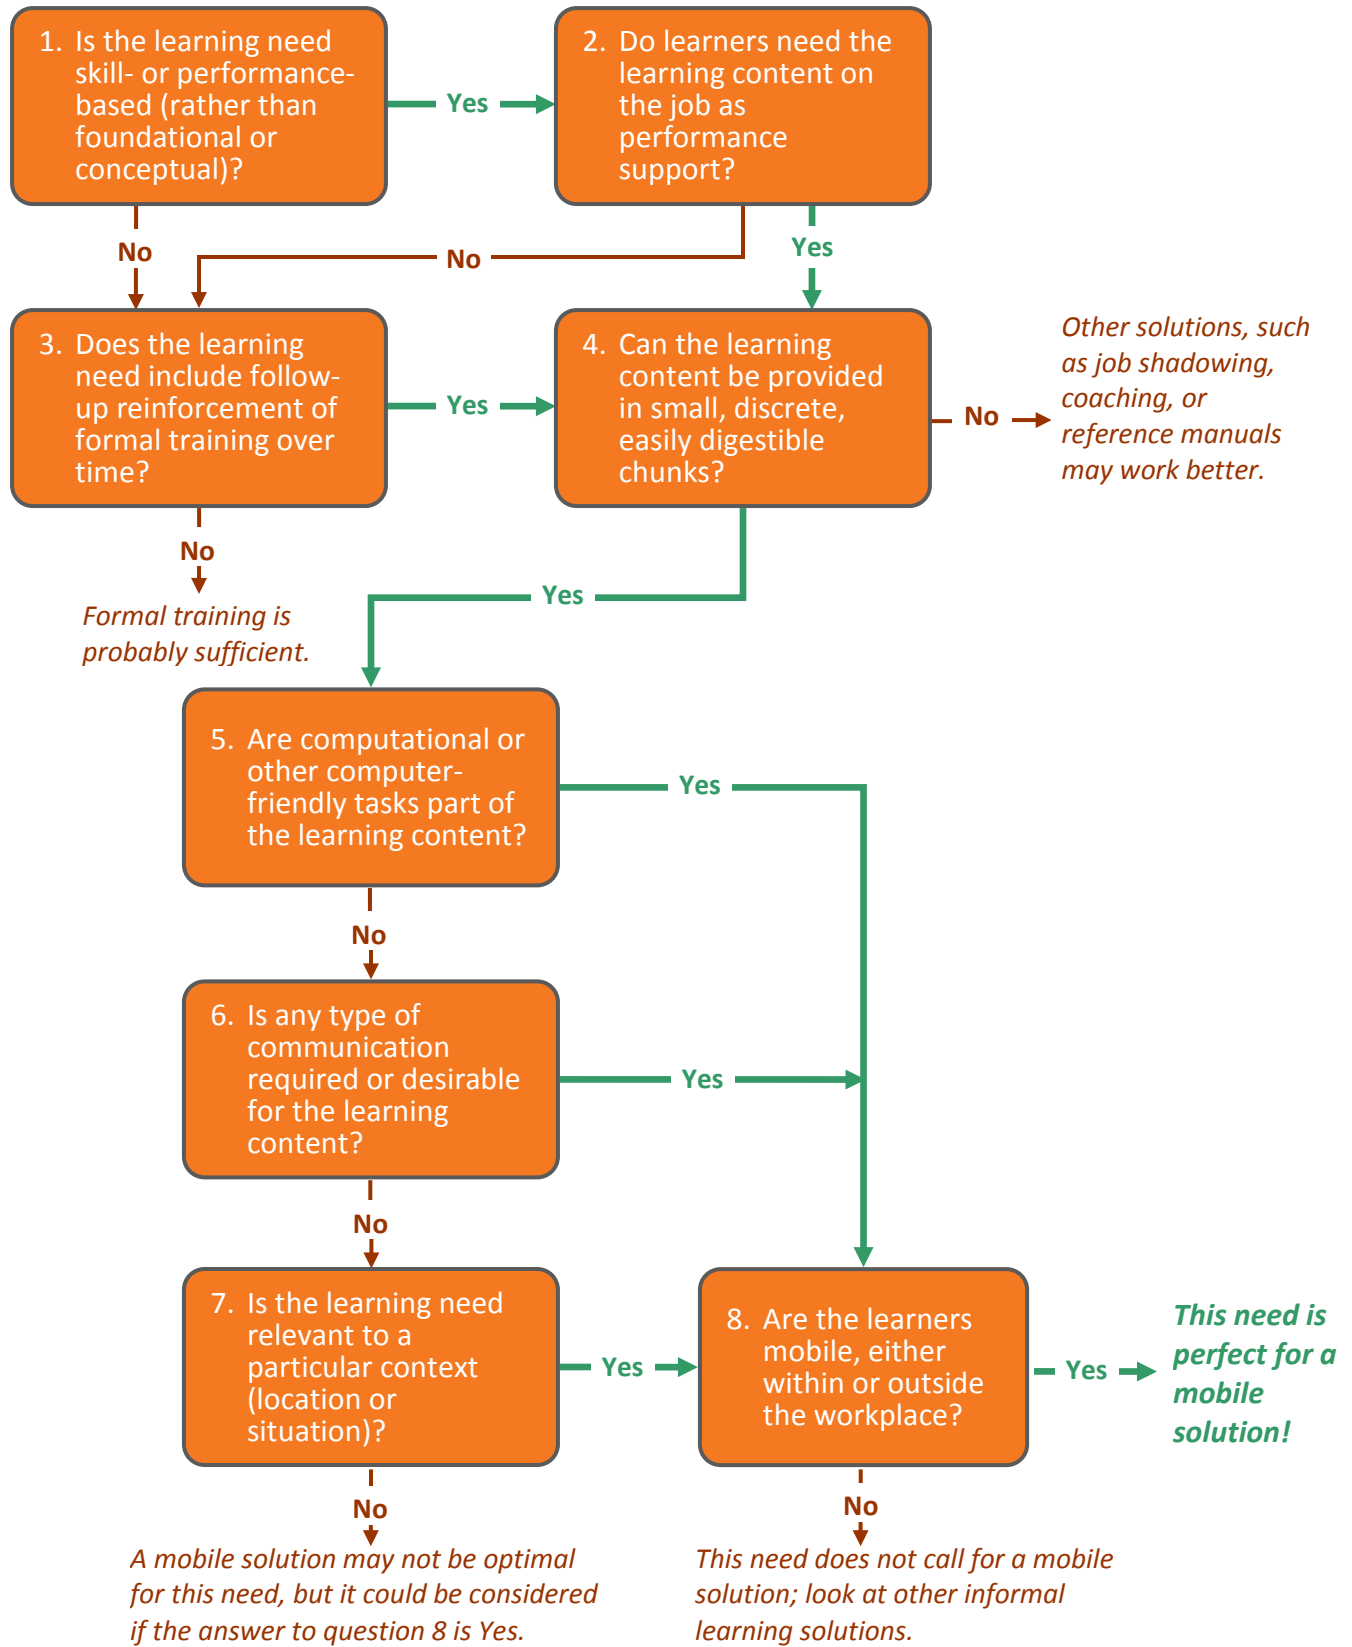 1. Is the learning need
skill- or performance-
based (rather than
foundational or
conceptual)?
Yes
2. Do learners need the
learning content on
the job as
performance
support?
No
No
Yes
3. Does the learning
need include follow-
up reinforcement of
formal training over
time?
Yes
4. Can the learning
content be provided
in small, discrete,
easily digestible
chunks?
No
Other solutions, such
as job shadowing,
coaching, or
reference manuals
may work better.
No
Formal training is
probably sufficient.
Yes
5. Are computational or
other computer-
friendly tasks part of
the learning content?
Yes
No
6. Is any type of
communication
required or desirable
for the learning
content?
Yes
No
7. Is the learning need
relevant to a
particular context
(location or
situation)?
Yes
8. Are the learners
mobile, either
within or outside
the workplace?
Yes
This need is
perfect for a
mobile
solution!
No
A mobile solution may not be optimal
for this need, but it could be considered
if the answer to question 8 is Yes.
No
This need does not call for a mobile
solution; look at other informal
learning solutions.